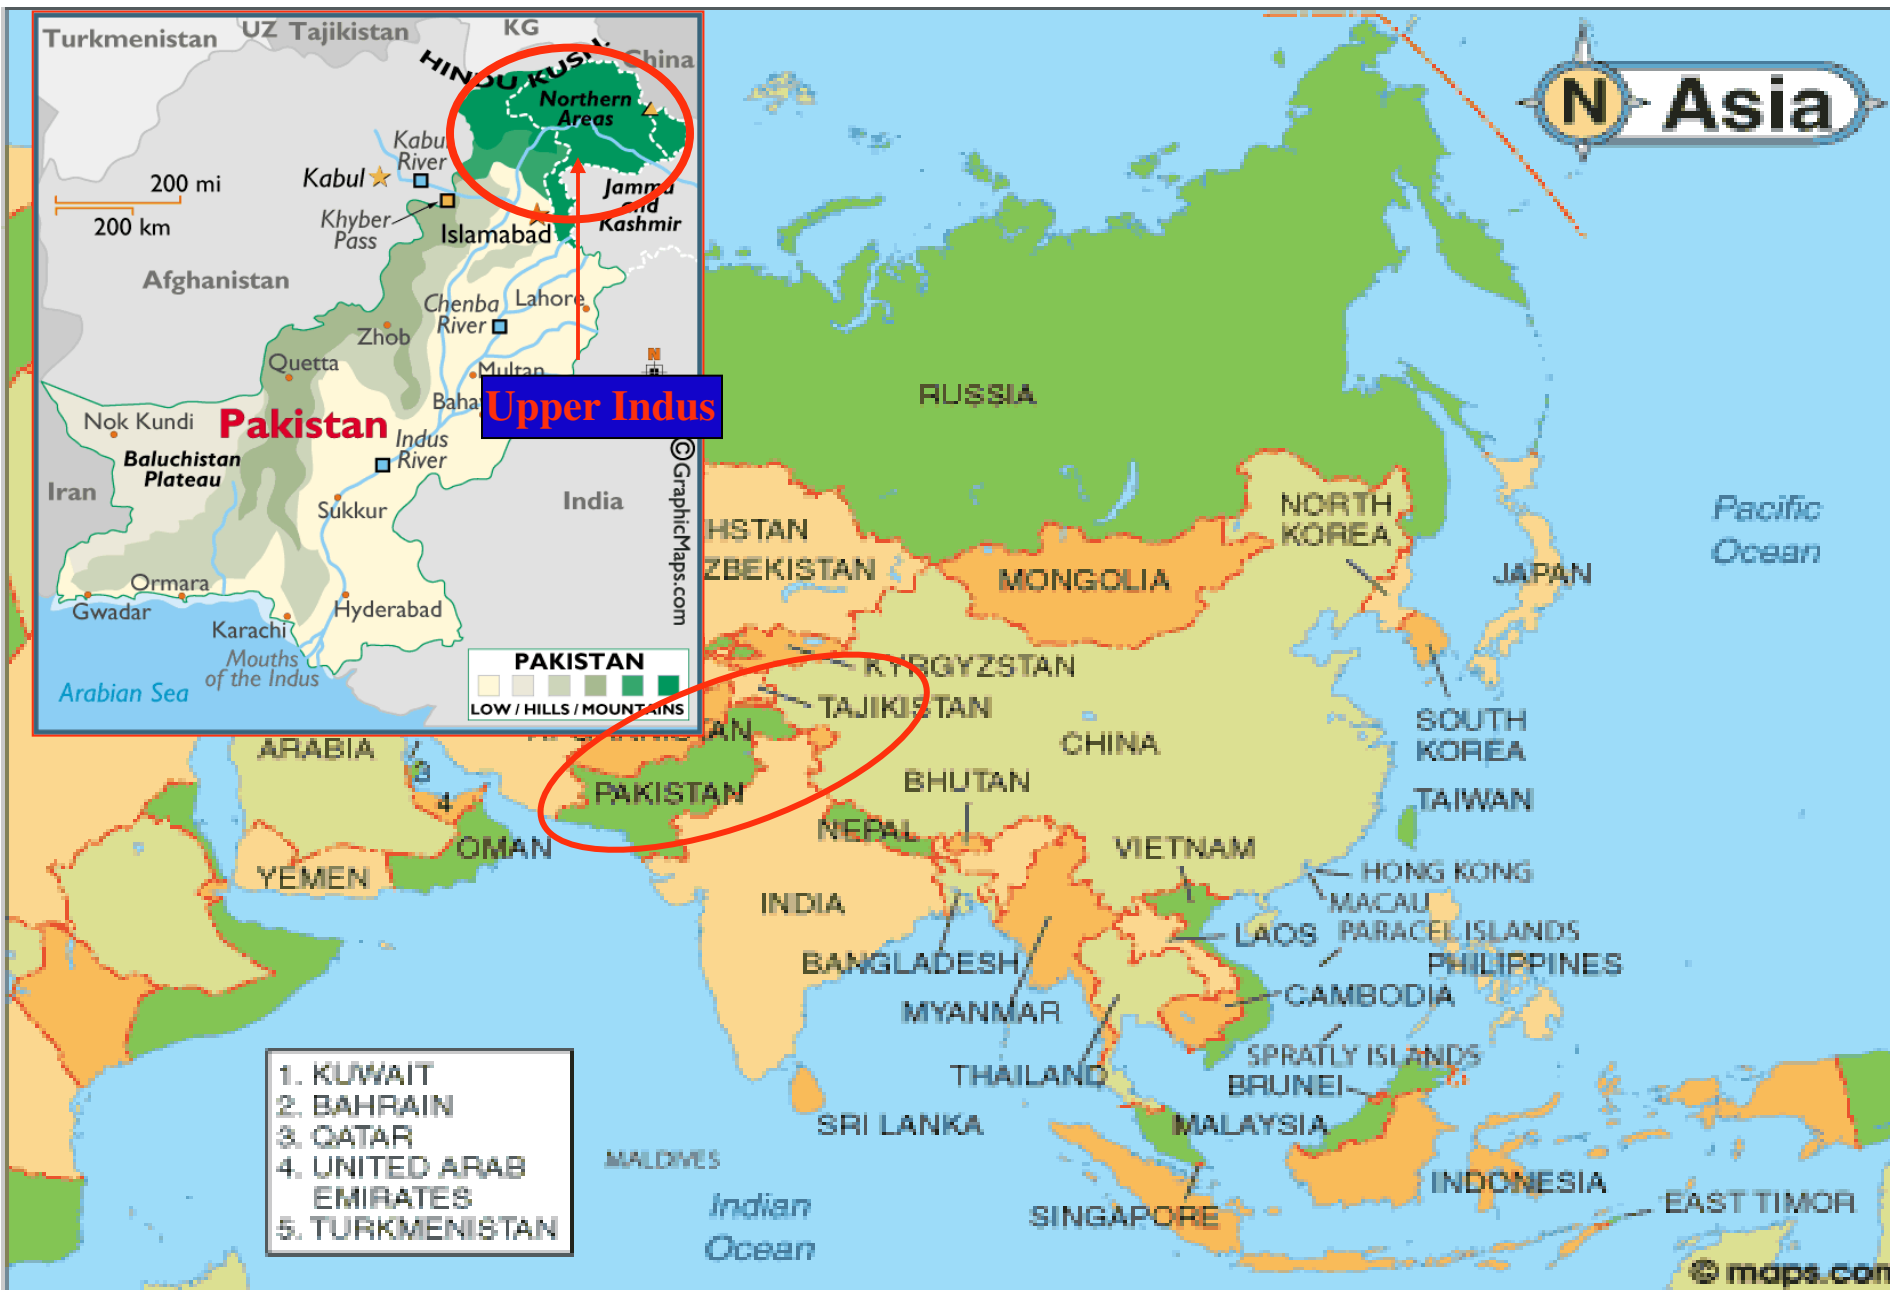 Turkmenistan
UZ
Tajikistan
KG
China
HINDU KUSH
Northern
Areas
Kabul
River
Kabul
200 mi
200 km
Khyber
Pass
Islamabad
Jammu
and
Kashmir
Afghanistan
Chenba
River
Lahore
Zhob
Quetta
Multan
N
Upper Indus
Nok Kundi
Pakistan
Indus
River
Baluchistan
Plateau
Iran
Sukkur
India
© GraphicMaps.com
Ormara
Gwadar
Hyderabad
Karachi
Mouths
of the Indus
Arabian Sea
PAKISTAN
LOW / HILLS / MOUNTAINS
N Asia
RUSSIA
HSTAN
ZBEKISTAN
MONGOLIA
NORTH
KOREA
JAPAN
Pacific
Ocean
KYRGYZSTAN
TAJIKISTAN
CHINA
SOUTH
KOREA
TAIWAN
ARABIA
3
4
OMAN
YEMEN
PAKISTAN
BHUTAN
NEPAL
INDIA
VIETNAM
HONG KONG
MACAU
LAOS
PARACEL ISLANDS
PHILIPPINES
BANGLADESH
MYANMAR
CAMBODIA
THAILAND
SPRATLY ISLANDS
BRUNEI
SRI LANKA
MALAYSIA
MALDIVES
INDONESIA
SINGAPORE
EAST TIMOR
Indian
Ocean
1. KUWAIT
2. BAHRAIN
3. QATAR
4. UNITED ARAB
EMIRATES
5. TURKMENISTAN
© maps.com